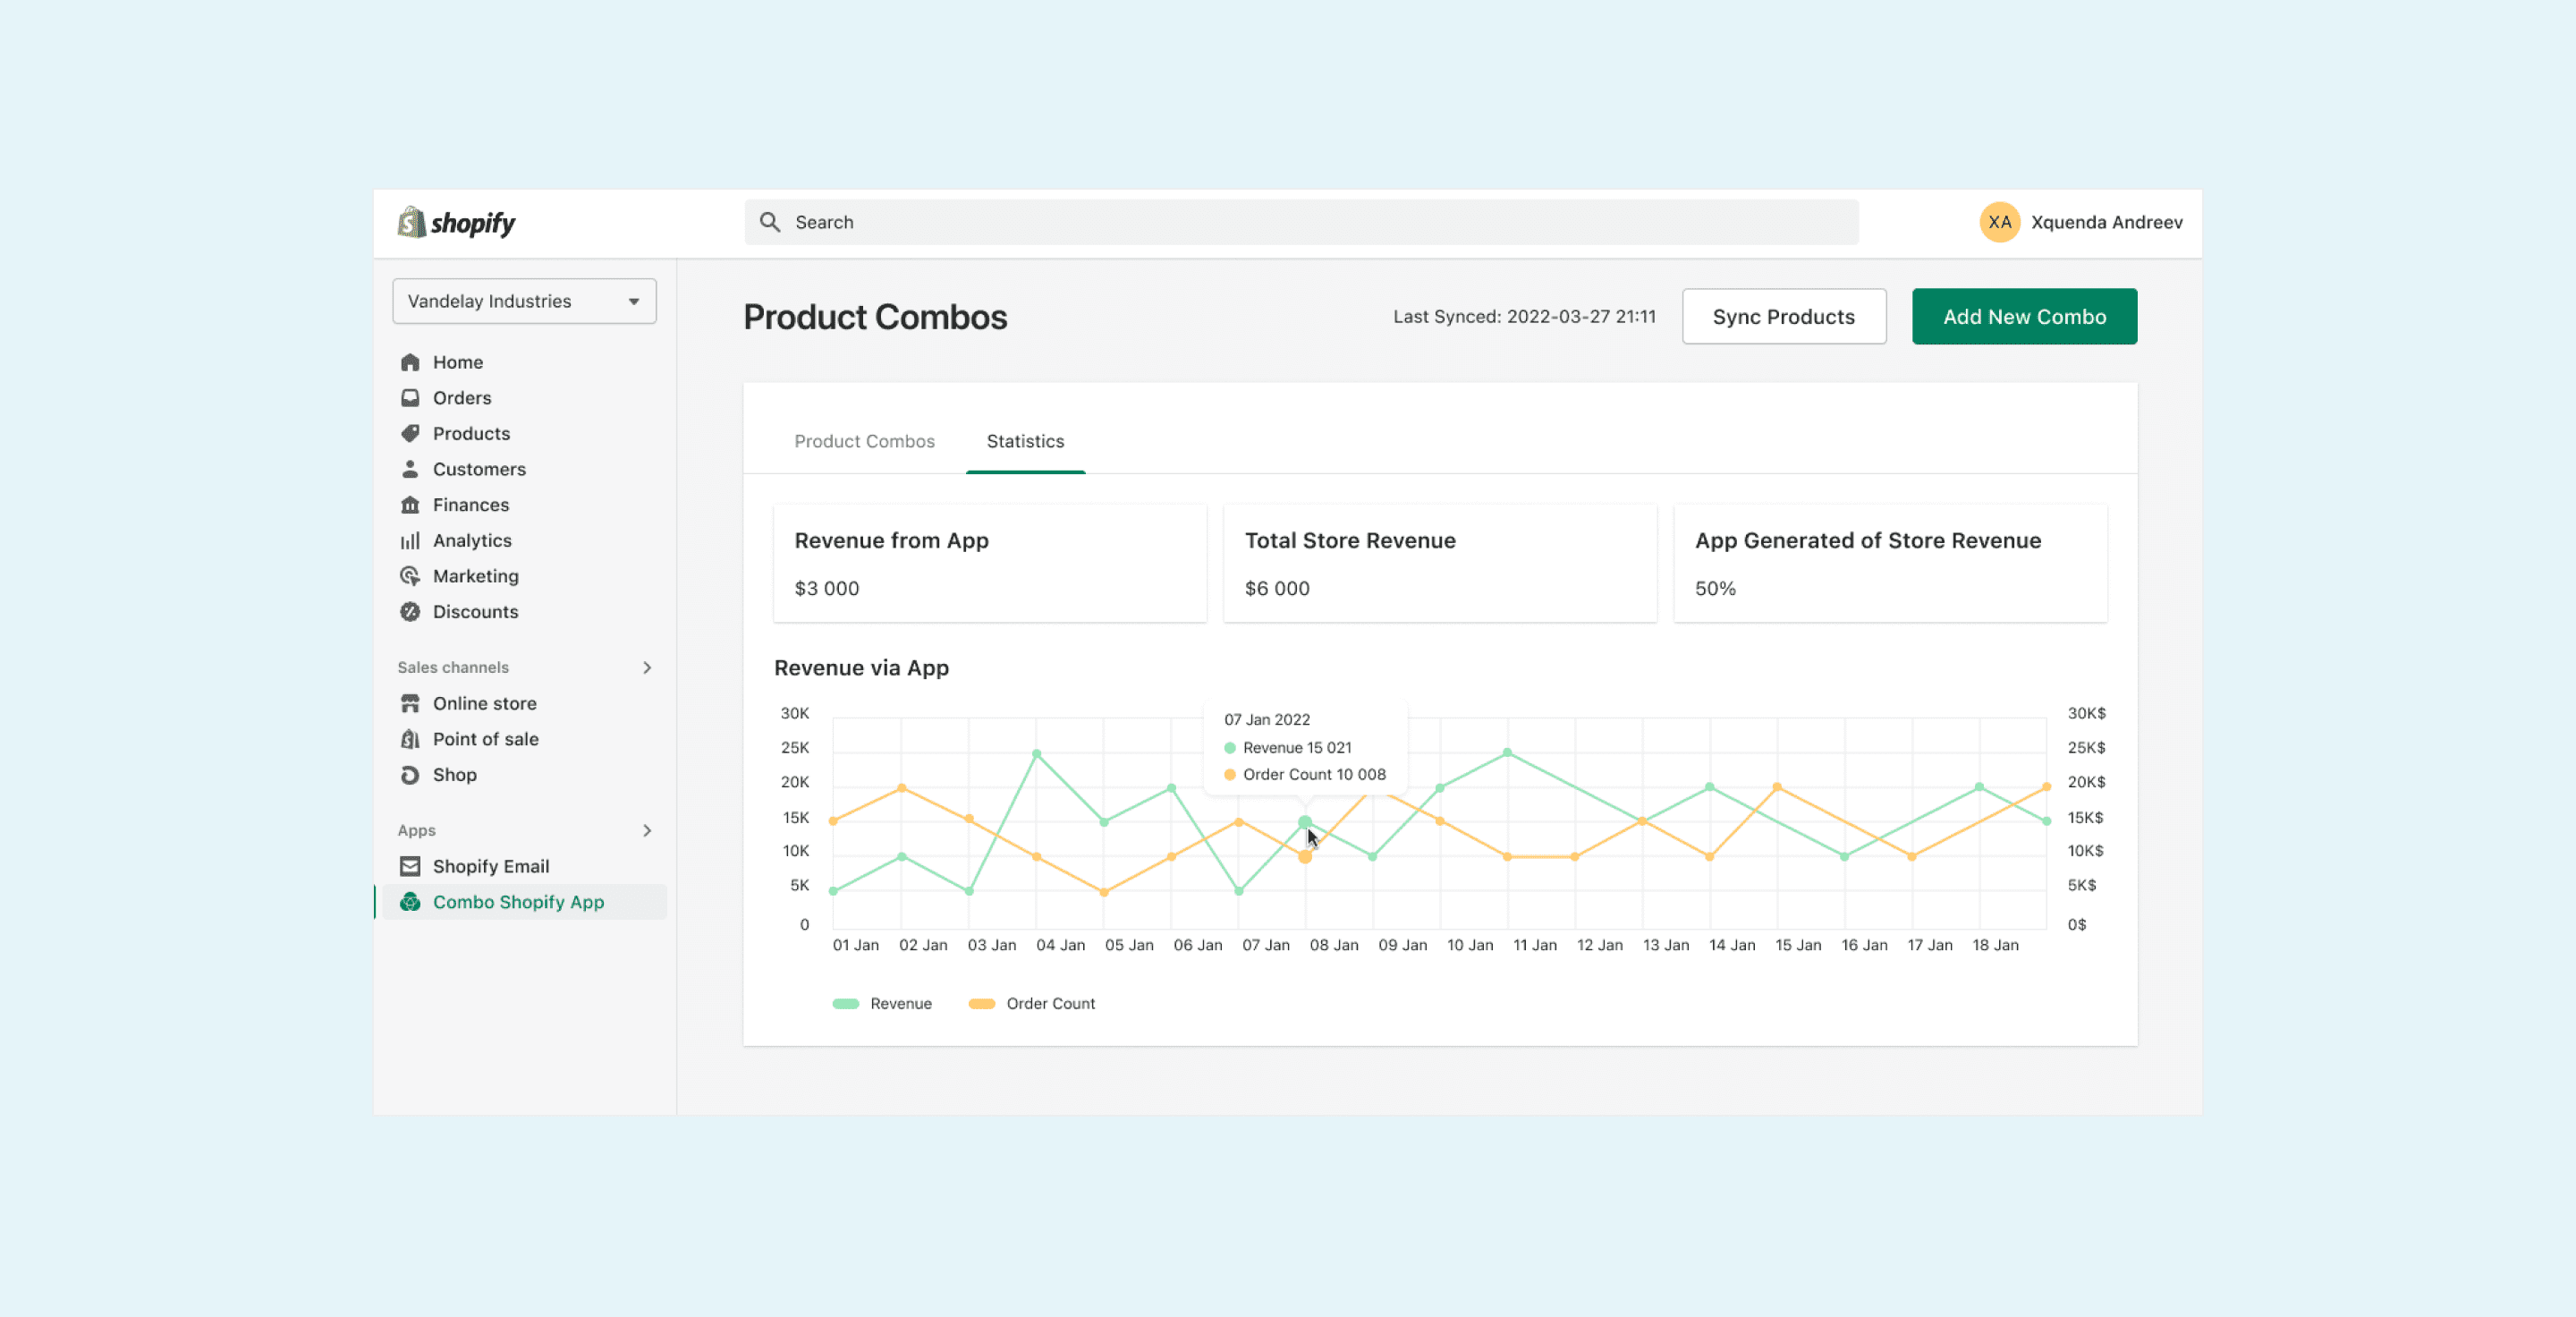 shopify
Search
XA
Xquenda Andreev
Vandelay Industries
Home
Orders
Products
Customers
Finances
Analytics
Marketing
Discounts
Sales channels
Online store
Point of sale
Shop
Apps
Shopify Email
Combo Shopify App
Product Combos
Last Synced: 2022-03-27 21:11
Sync Products
Add New Combo
Product Combos
Statistics
Revenue from App
$3 000
Total Store Revenue
$6 000
App Generated of Store Revenue
50%
Revenue via App
30K
25K
20K
15K
10K
5K
0
07 Jan 2022
Revenue 15 021
Order Count 10 008
30K$
25K$
20K$
15K$
10K$
5K$
0$
01 Jan 02 Jan 03 Jan 04 Jan 05 Jan 06 Jan 07 Jan 08 Jan 09 Jan 10 Jan 11 Jan 12 Jan 13 Jan 14 Jan 15 Jan 16 Jan 17 Jan 18 Jan
Revenue
Order Count